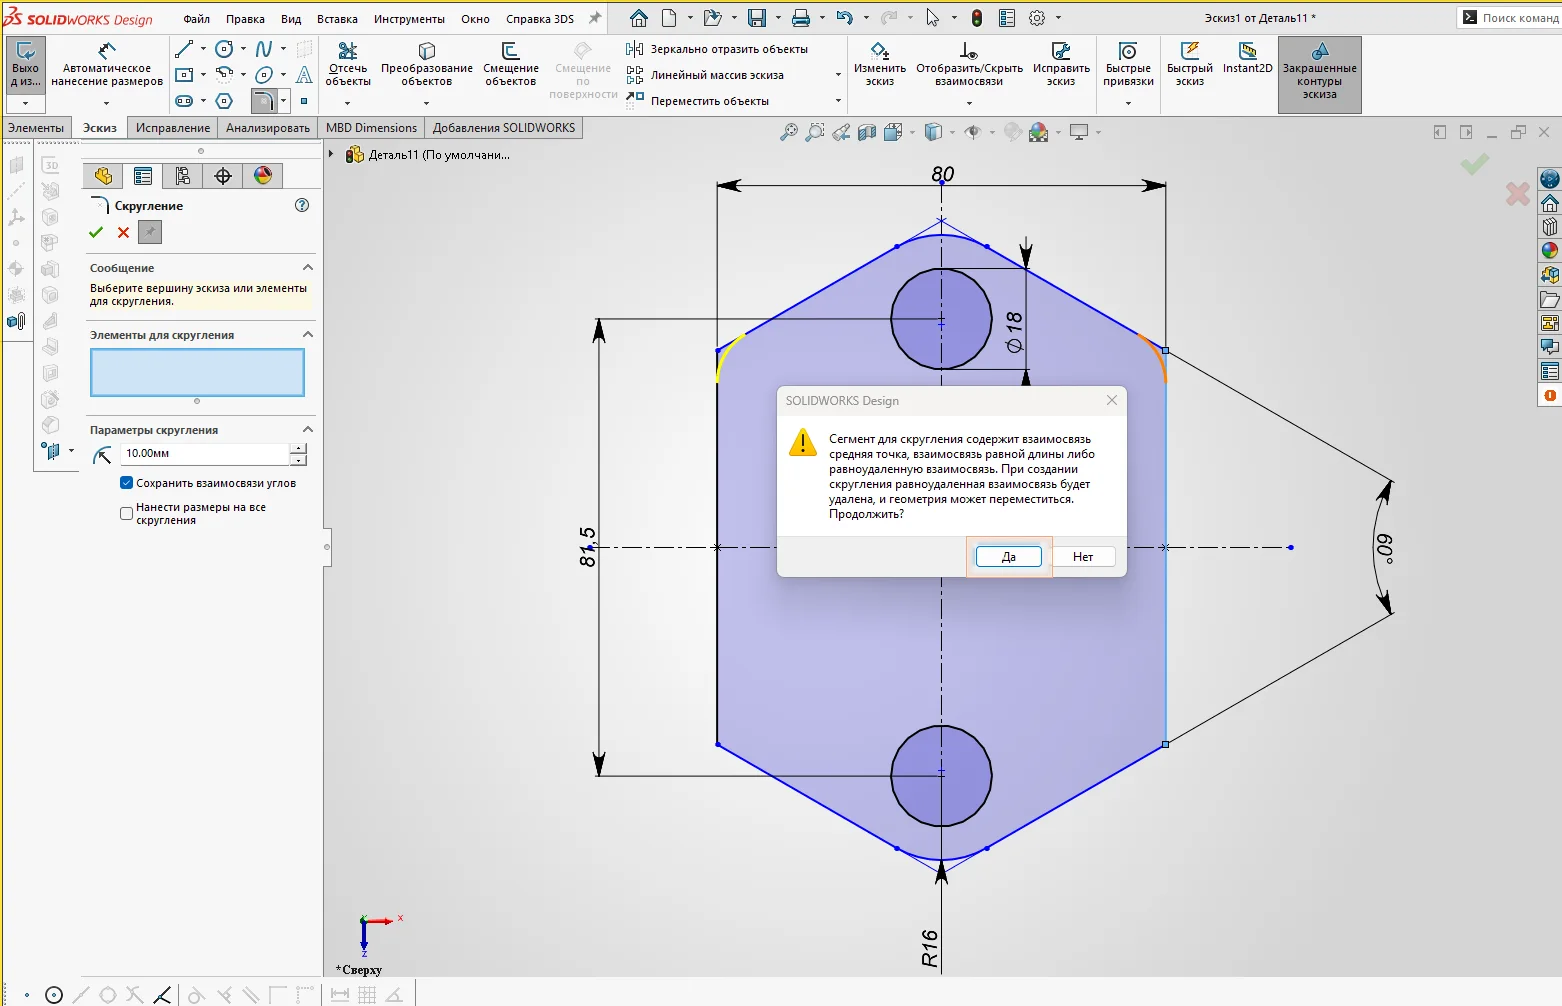 SOLIDWORKS Design
Файл Правка Вид Вставка Инструменты Окно Справка 3DS
Эскиз1 от Деталь11 *
Поиск команд
Выхо
д из...
Автоматическое
нанесение размеров
Отсечь
объекты
Преобразование
объектов
Смещение
объектов
Смещение
по
поверхности
Зеркально отразить объекты
Линейный массив эскиза
Переместить объекты
Изменить
эскиз
Отобразить/Скрыть
взаимосвязи
Исправить
эскиз
Быстрые
привязки
Быстрый
эскиз
Instant2D
Закрашенные
контуры
эскиза
Элементы Эскиз Исправление Анализировать MBD Dimensions Добавления SOLIDWORKS
Деталь11 (По умолчани...
3D
Скругление
Сообщение
Выберите вершину эскиза или элементы
для скругления.
Элементы для скругления
Параметры скругления
10.00мм
Сохранить взаимосвязи углов
Нанести размеры на все
скругления
80
⌀18
81,5
60°
R16
SOLIDWORKS Design
Сегмент для скругления содержит взаимосвязь
средняя точка, взаимосвязь равной длины либо
равноудаленную взаимосвязь. При создании
скругления равноудаленная взаимосвязь будет
удалена, и геометрия может переместиться.
Продолжить?
Да Нет
X
Z
*Сверху